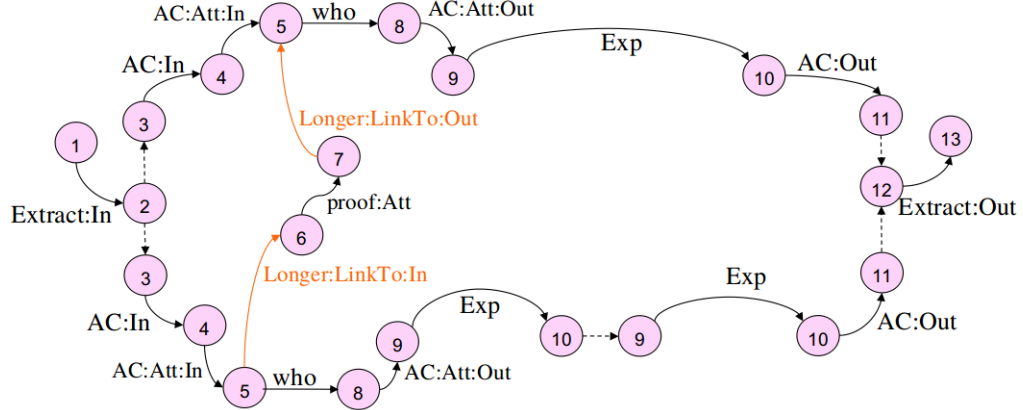 AC:Att:In
5
who
8
AC:Att:Out
Exp
AC:In
4
9
10
AC:Out
3
Longer:LinkTo:Out
11
1
7
13
Extract:In
2
proof:Att
12
Extract:Out
6
3
Longer:LinkTo:In
11
AC:In
4
Exp
Exp
9
10
9
10
AC:Out
AC:Att:In
5
who
8
AC:Att:Out